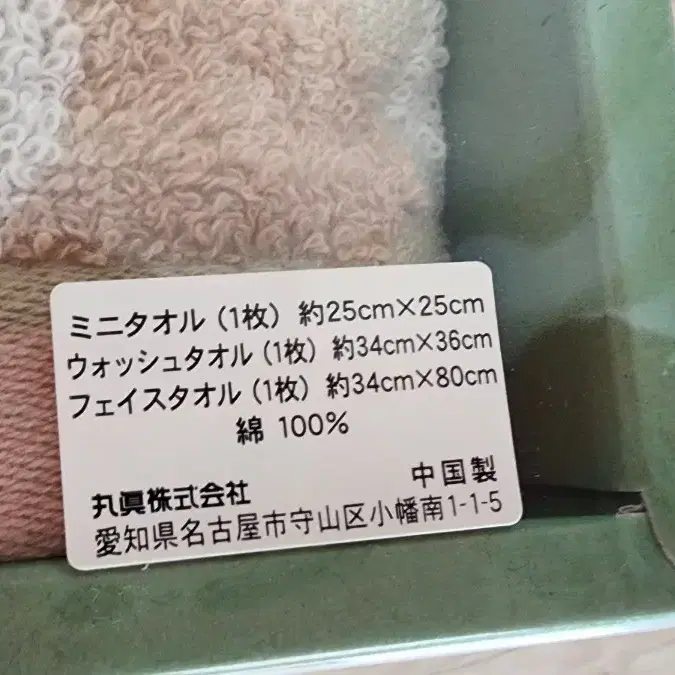 ミニタオル（1枚）約25cm×25cm
ウォッシュタオル（1枚）約34cm×36cm
フェイスタオル（1枚）約34cm×80cm
綿 100%
中国製
丸眞株式会社
愛知県名古屋市守山区小幡南1-1-5